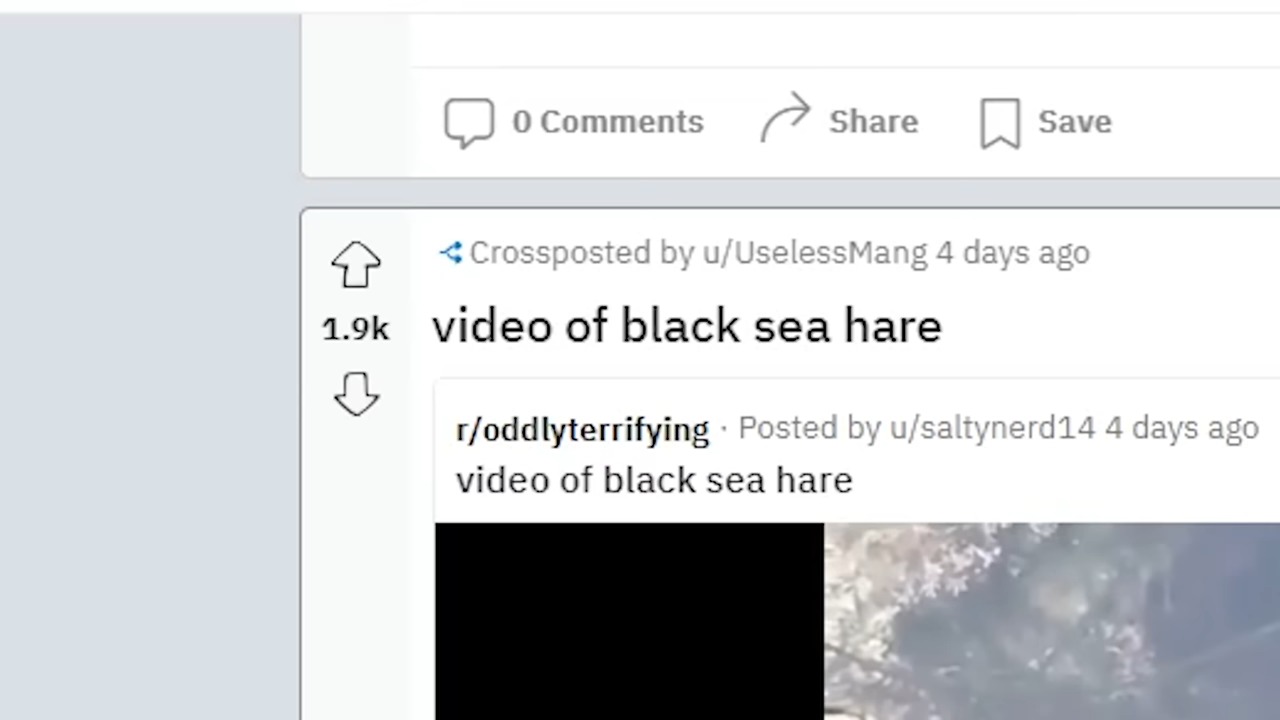 0 Comments Share Save
Crossposted by u/UselessMang 4 days ago
1.9k
video of black sea hare
r/oddlyterrifying · Posted by u/saltynerd14 4 days ago
video of black sea hare